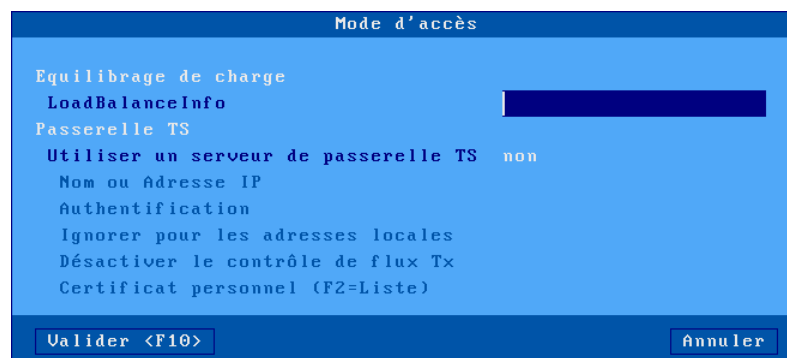 Mode d'accès
Equilibrage de charge
LoadBalanceInfo
Passerelle TS
Utiliser un serveur de passerelle TS non
Nom ou Adresse IP
Authentification
Ignorer pour les adresses locales
Désactiver le contrôle de flux Tx
Certificat personnel (F2=Liste)
Valider <F10> Annuler